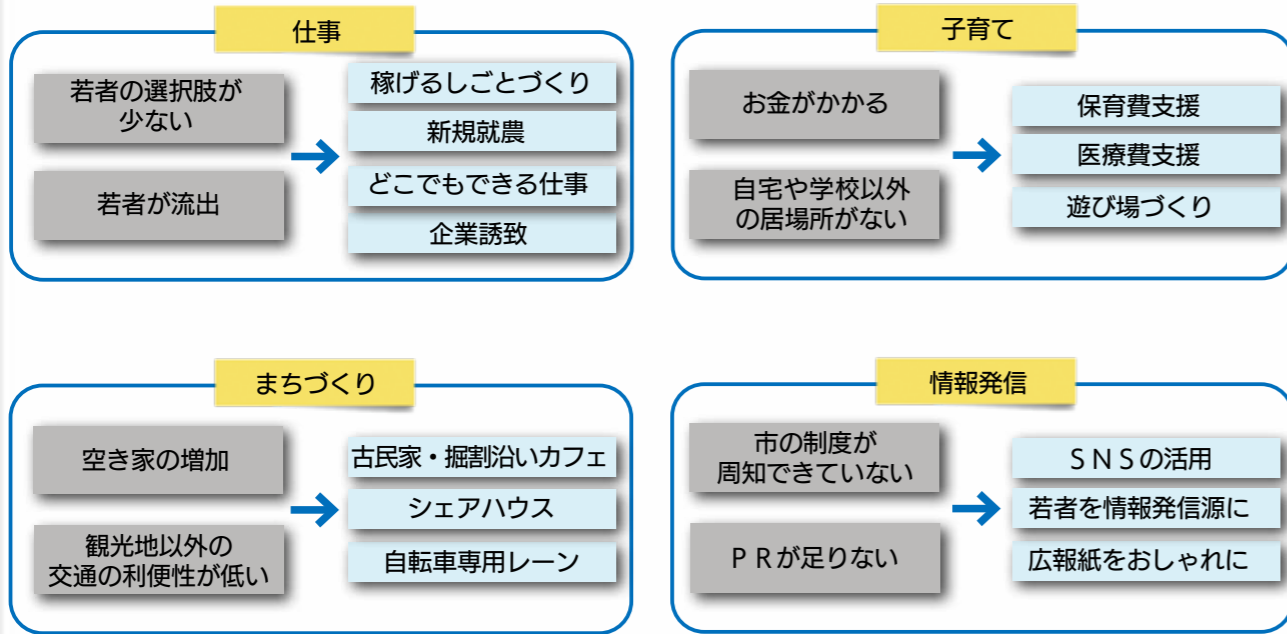 仕事
若者の選択肢が
少ない
若者が流出
稼げるしごとづくり
新規就農
どこでもできる仕事
企業誘致
子育て
お金がかかる
自宅や学校以外
の居場所がない
保育費支援
医療費支援
遊び場づくり
まちづくり
空き家の増加
観光地以外の
交通の利便性が低い
古民家・掘割沿いカフェ
シェアハウス
自転車専用レーン
情報発信
市の制度が
周知できていない
ＰＲが足りない
ＳＮＳの活用
若者を情報発信源に
広報紙をおしゃれに